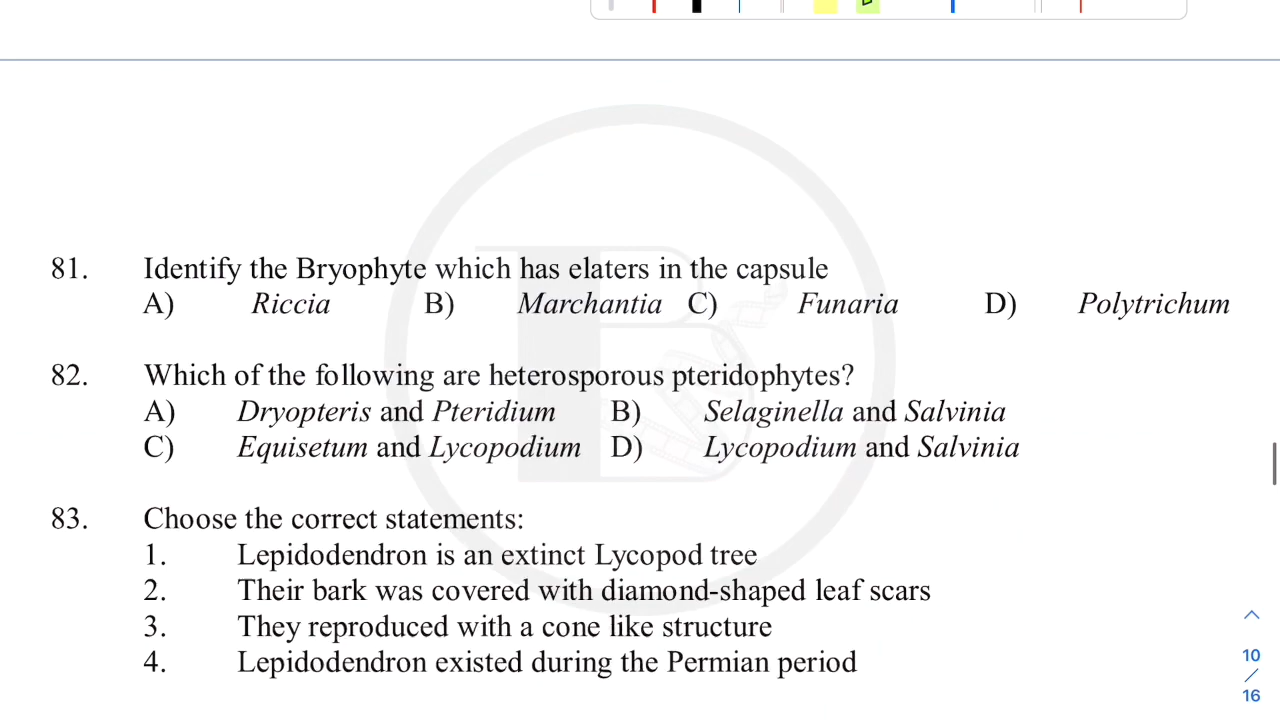 81. Identify the Bryophyte which has elaters in the capsule
A) Riccia B) Marchantia C) Funaria D) Polytrichum
82. Which of the following are heterosporous pteridophytes?
A) Dryopteris and Pteridium B) Selaginella and Salvinia
C) Equisetum and Lycopodium D) Lycopodium and Salvinia
83. Choose the correct statements:
1. Lepidodendron is an extinct Lycopod tree
2. Their bark was covered with diamond-shaped leaf scars
3. They reproduced with a cone like structure
4. Lepidodendron existed during the Permian period
10
/
16